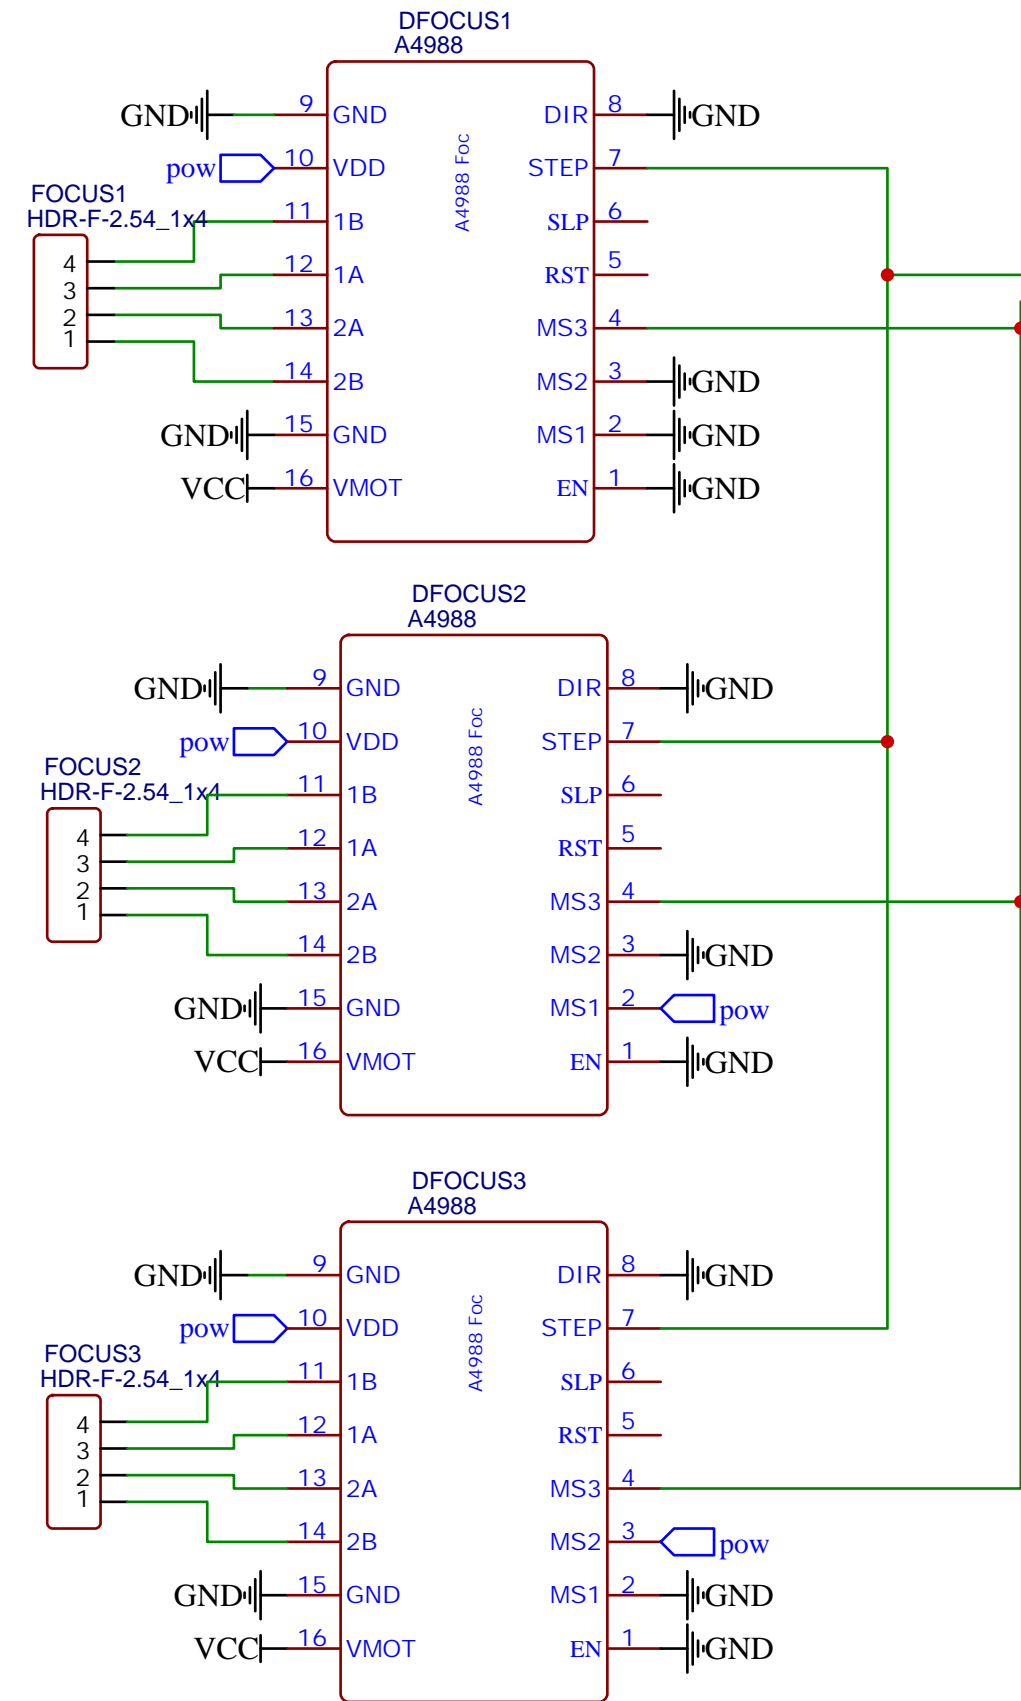 DFOCUS1
A4988
GND 9 GND DIR 8 GND
pow 10 VDD STEP 7
A4988 Foc
FOCUS1
HDR-F-2.54_1x4
11 1B SLP 6
4
12 1A RST 5
3
2
13 2A MS3 4
1
14 2B MS2 3 GND
GND 15 GND MS1 2 GND
VCC 16 VMOT EN 1 GND
DFOCUS2
A4988
GND 9 GND DIR 8 GND
pow 10 VDD STEP 7
A4988 Foc
FOCUS2
HDR-F-2.54_1x4
11 1B SLP 6
4
12 1A RST 5
3
2
13 2A MS3 4
1
14 2B MS2 3 GND
GND 15 GND MS1 2 pow
VCC 16 VMOT EN 1 GND
DFOCUS3
A4988
GND 9 GND DIR 8 GND
pow 10 VDD STEP 7
A4988 Foc
FOCUS3
HDR-F-2.54_1x4
11 1B SLP 6
4
12 1A RST 5
3
2
13 2A MS3 4
1
14 2B MS2 3 pow
GND 15 GND MS1 2 GND
VCC 16 VMOT EN 1 GND